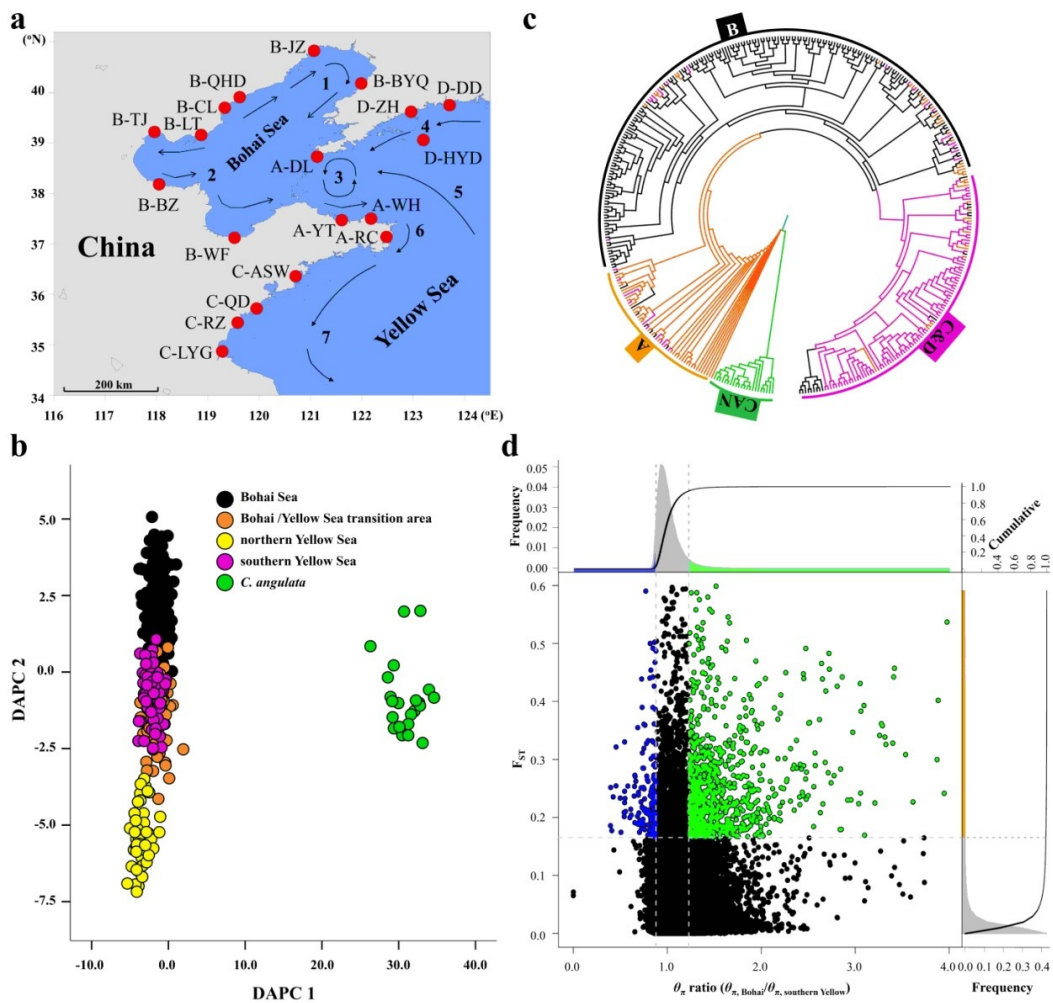 a
(ºN)
40
39
38
37
36
35
34
116
117
118
119
120
121
122
123
124
(ºE)
B-JZ
B-QHD
B-CL
B-TJ
B-LT
B-BYQ
D-DD
D-ZH
D-HYD
A-DL
B-BZ
A-WH
A-YT
A-RC
B-WF
C-ASW
C-QD
C-RZ
C-LYG
1
2
3
4
5
6
7
Bohai Sea
Yellow Sea
China
200 km
c
B
C&D
A
CAN
b
5.0
2.5
0.0
-2.5
-5.0
-7.5
DAPC 2
-10.0
0.0
10.0
20.0
30.0
40.0
DAPC 1
Bohai Sea
Bohai /Yellow Sea transition area
northern Yellow Sea
southern Yellow Sea
C. angulata
d
Frequency
0.05
0.04
0.03
0.02
0.01
0.00
1.0
0.8
0.6
0.4
0.2
Cumulative
0.4
0.6
0.8
1.0
0.6
0.5
0.4
0.3
0.2
0.1
0.0
FST
0.0
1.0
2.0
3.0
4.0
θπ ratio (θπ, Bohai/θπ, southern Yellow)
0.0
0.2
0.4
Frequency